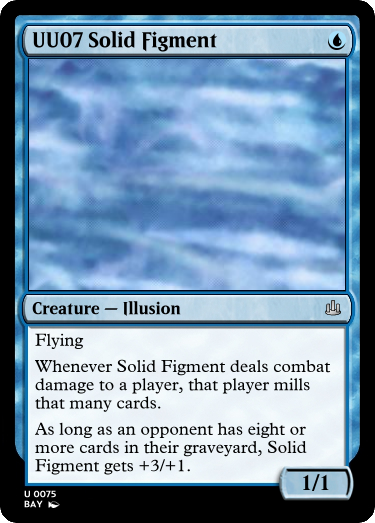 UU07 Solid Figment
Creature — Illusion
Flying
Whenever Solid Figment deals combat
damage to a player, that player mills
that many cards.
As long as an opponent has eight or
more cards in their graveyard, Solid
Figment gets +3/+1.
1/1
U 0075
BAY